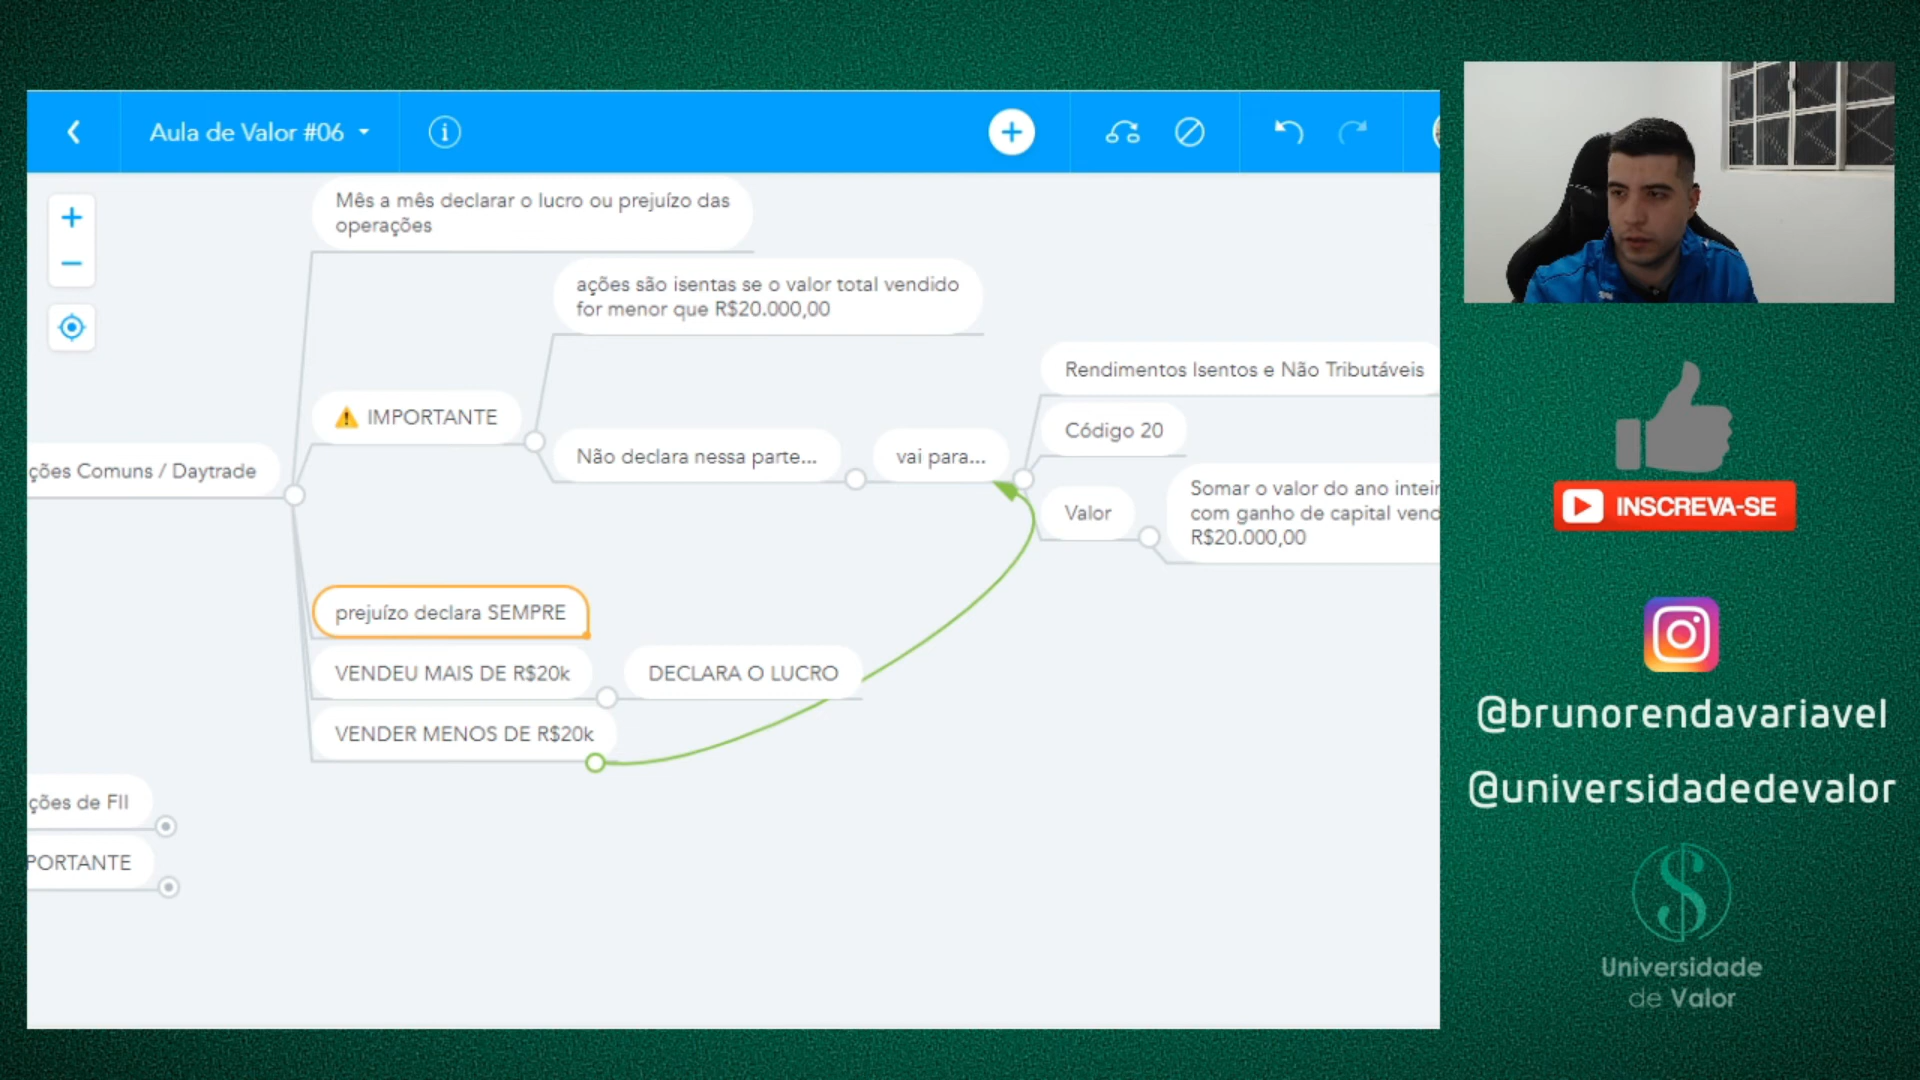 Aula de Valor #06
Mês a mês declarar o lucro ou prejuízo das
operações
ações são isentas se o valor total vendido
for menor que R$20.000,00
Rendimentos Isentos e Não Tributáveis
⚠ IMPORTANTE
Código 20
Não declara nessa parte...
vai para...
ções Comuns / Daytrade
Somar o valor do ano inteir
com ganho de capital vend
R$20.000,00
Valor
prejuízo declara SEMPRE
VENDEU MAIS DE R$20k
DECLARA O LUCRO
VENDER MENOS DE R$20k
ções de FII
PORTANTE
INSCREVA-SE
@brunorendavariavel
@universidadedevalor
Universidade
de Valor